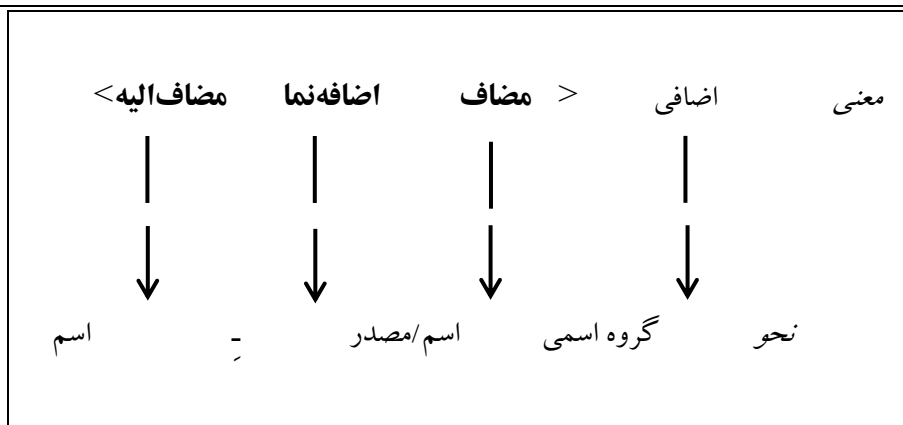 معنی اضافی < مضاف اضافه‌نما مضاف‌الیه>
نحو گروه اسمی اسم/مصدر ـِ اسم